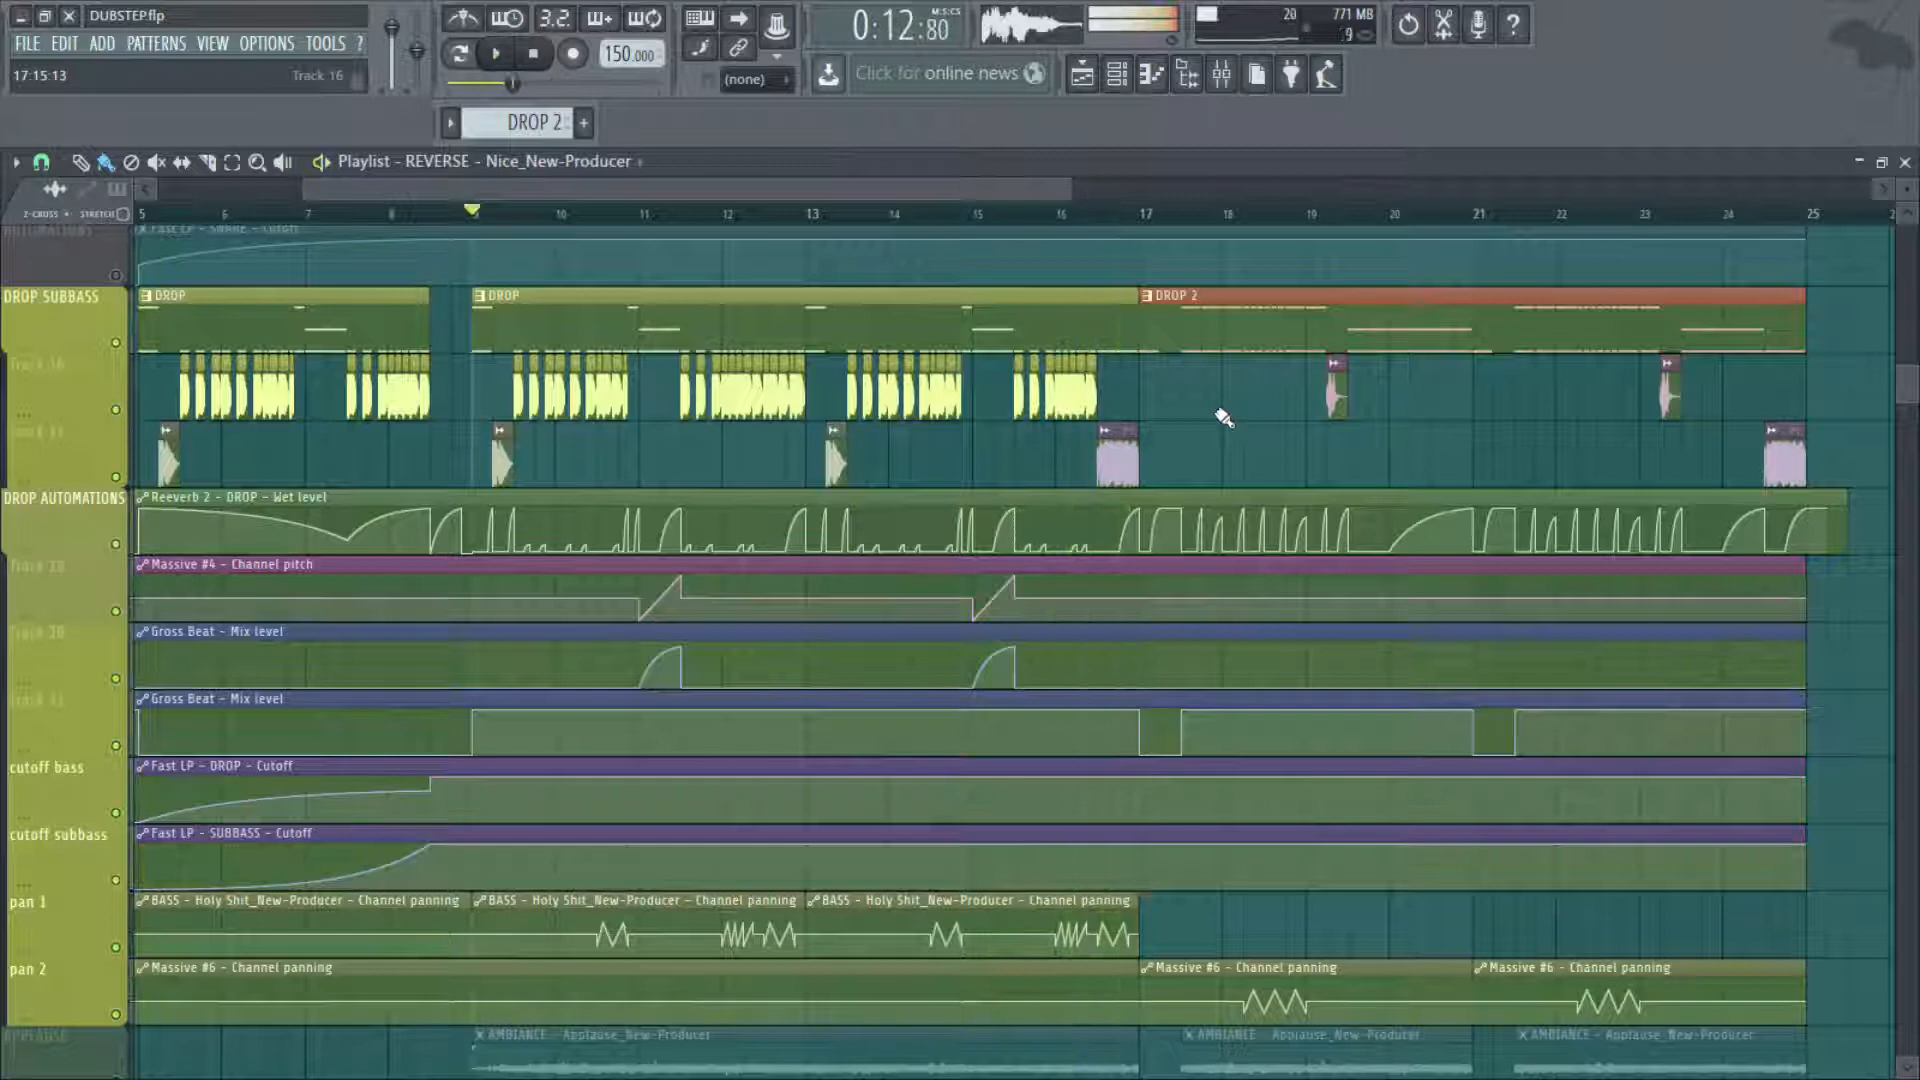 DUBSTEP.flp
FILE EDIT ADD PATTERNS VIEW OPTIONS TOOLS ?
17:15:13 Track 16
3.2.
150.000
(none)
0:12:80 M:S:CS
20 771 MB
9
Click for online news
DROP 2 +
Playlist - REVERSE - Nice_New-Producer
Z-CROSS STRETCH
5 6 7 8 9 10 11 12 13 14 15 16 17 18 19 20 21 22 23 24 25
AUTOMATIONS Fast LP - SNARE - Cutoff
DROP SUBBASS DROP DROP DROP 2
Track 16
DROP AUTOMATIONS Reeverb 2 - DROP - Wet level
Massive #4 - Channel pitch
Gross Beat - Mix level
Gross Beat - Mix level
cutoff bass Fast LP - DROP - Cutoff
cutoff subbass Fast LP - SUBBASS - Cutoff
pan 1 BASS - Holy Shit_New-Producer - Channel panning BASS - Holy Shit_New-Producer - Channel panning BASS - Holy Shit_New-Producer - Channel panning
pan 2 Massive #6 - Channel panning Massive #6 - Channel panning Massive #6 - Channel panning
APPLAUSE AMBIANCE - Applause_New-Producer AMBIANCE - Applause_New-Producer AMBIANCE - Applause_New-Producer